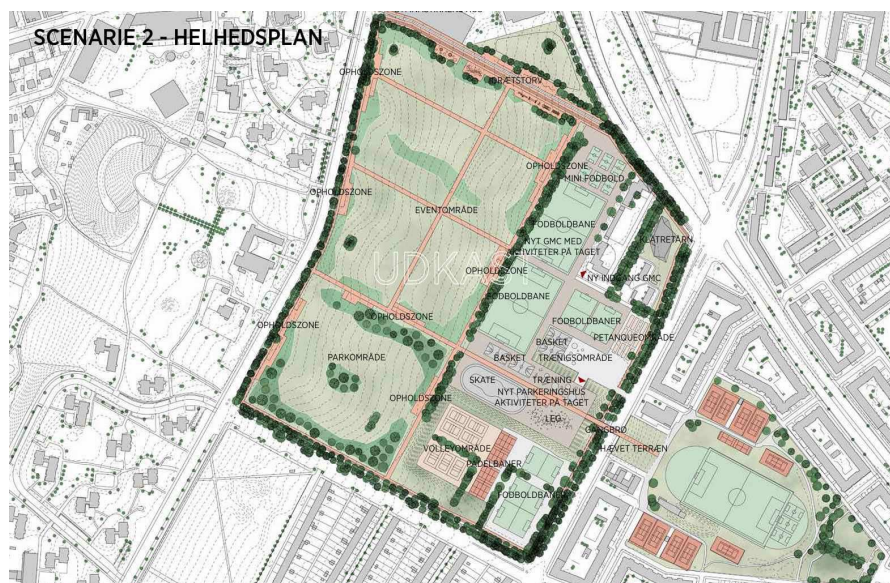 SCENARIE 2 - HELHEDSPLAN
OPHOLDSZONE
IDRÆTSTORV
OPHOLDSZONE
MINI FODBOLD
OPHOLDSZONE
EVENTOMRÅDE
FODBOLDBANE
NYT GMC MED
AKTIVITETER PÅ TAGET
KLATRETÅRN
OPHOLDSZONE
UDKAST
NY INDGANG GMC
FODBOLDBANE
OPHOLDSZONE
OPHOLDSZONE
FODBOLDBANER
PETANQUEOMRÅDE
BASKET
PARKOMRÅDE
BASKET
TRÆNIGSOMRÅDE
SKATE
TRÆNING
NYT PARKERINGSHUS
AKTIVITETER PÅ TAGET
OPHOLDSZONE
LEG
GANGBRO
HÆVET TERRÆN
VOLLEYOMRÅDE
PADELBANER
FODBOLDBANER